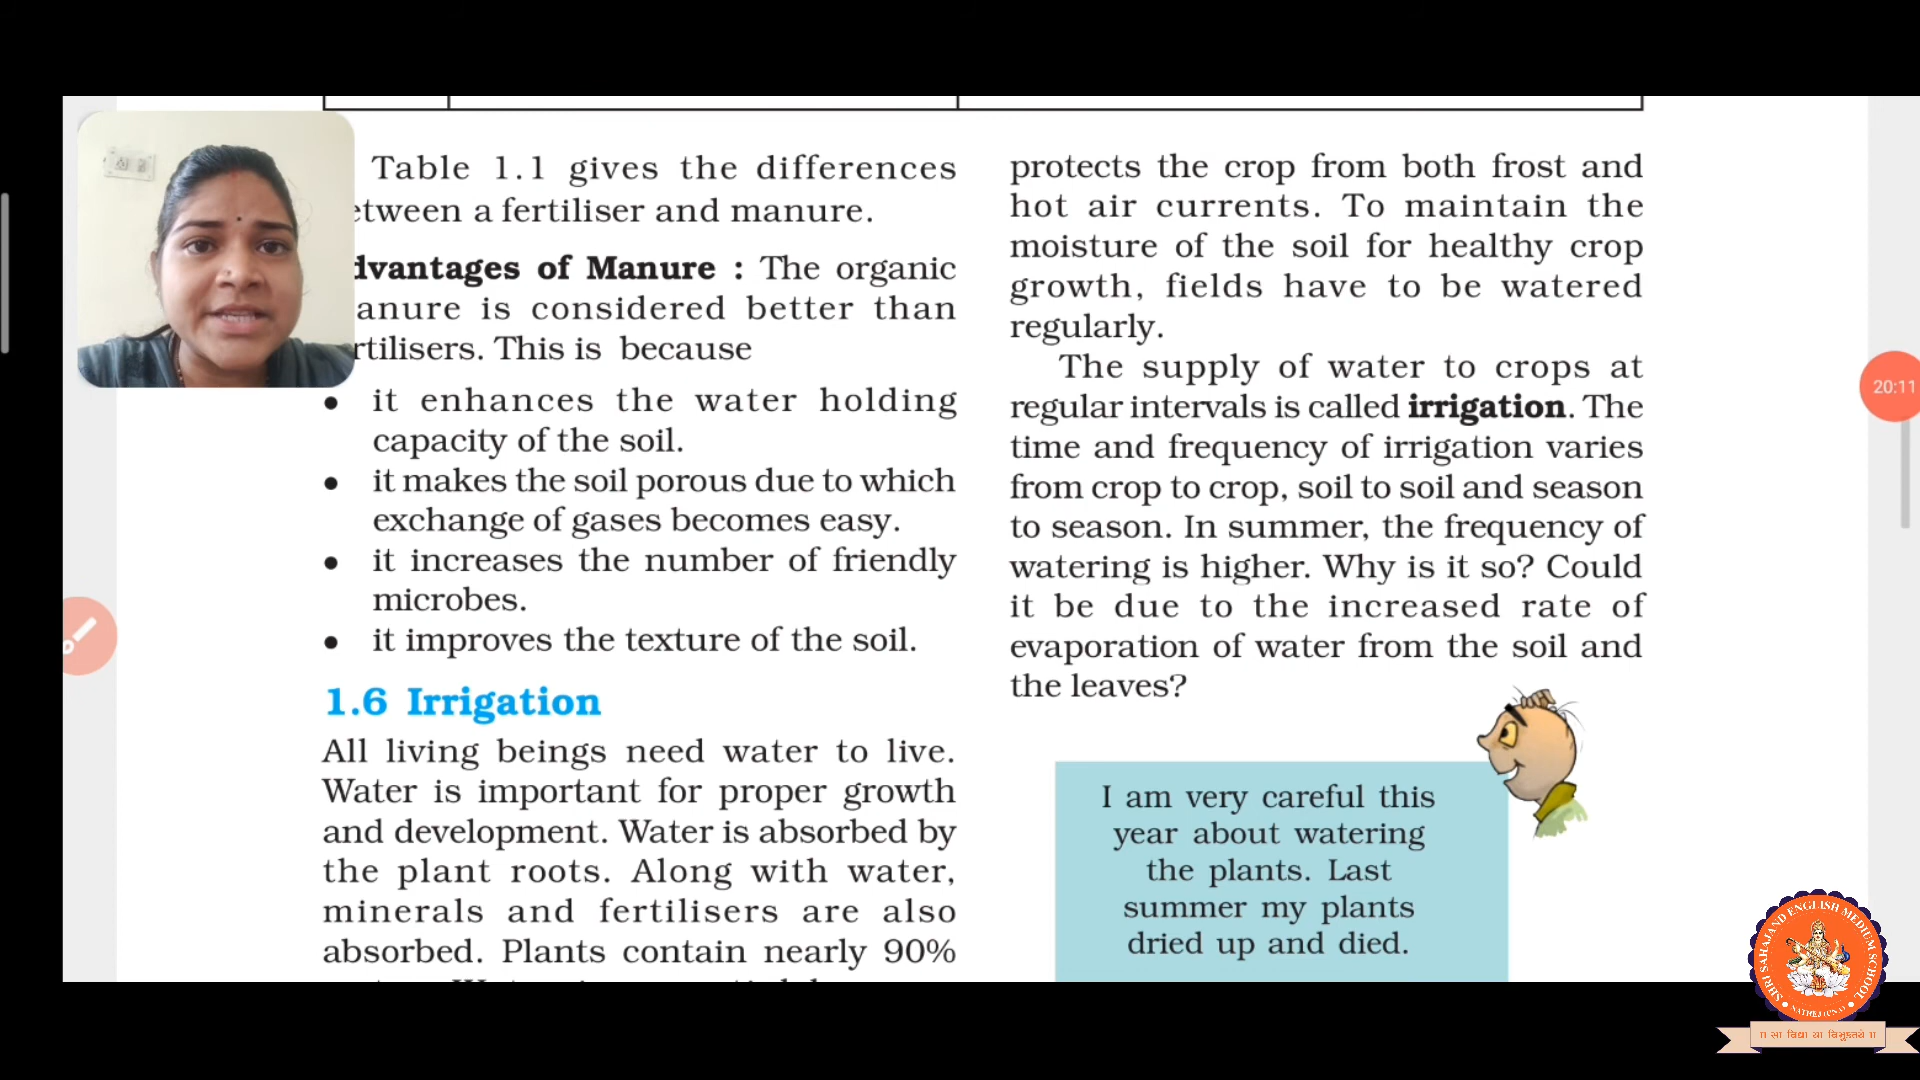 Table 1.1 gives the differences
etween a fertiliser and manure.
dvantages of Manure : The organic
anure is considered better than
rtilisers. This is because
• it enhances the water holding
capacity of the soil.
• it makes the soil porous due to which
exchange of gases becomes easy.
• it increases the number of friendly
microbes.
• it improves the texture of the soil.
1.6 Irrigation
All living beings need water to live.
Water is important for proper growth
and development. Water is absorbed by
the plant roots. Along with water,
minerals and fertilisers are also
absorbed. Plants contain nearly 90%
protects the crop from both frost and
hot air currents. To maintain the
moisture of the soil for healthy crop
growth, fields have to be watered
regularly.
The supply of water to crops at
regular intervals is called irrigation. The
time and frequency of irrigation varies
from crop to crop, soil to soil and season
to season. In summer, the frequency of
watering is higher. Why is it so? Could
it be due to the increased rate of
evaporation of water from the soil and
the leaves?
I am very careful this
year about watering
the plants. Last
summer my plants
dried up and died.
20:11
SHRI SAHAJANAND ENGLISH MEDIUM SCHOOL
॥ सा विद्या या विमुक्तये ॥